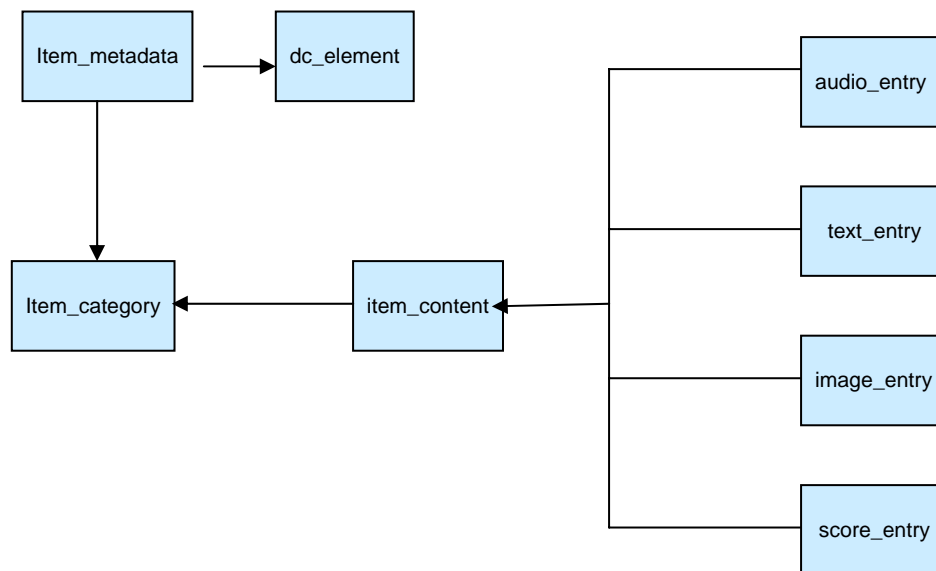 Item_metadata
dc_element
audio_entry
text_entry
Item_category
item_content
image_entry
score_entry